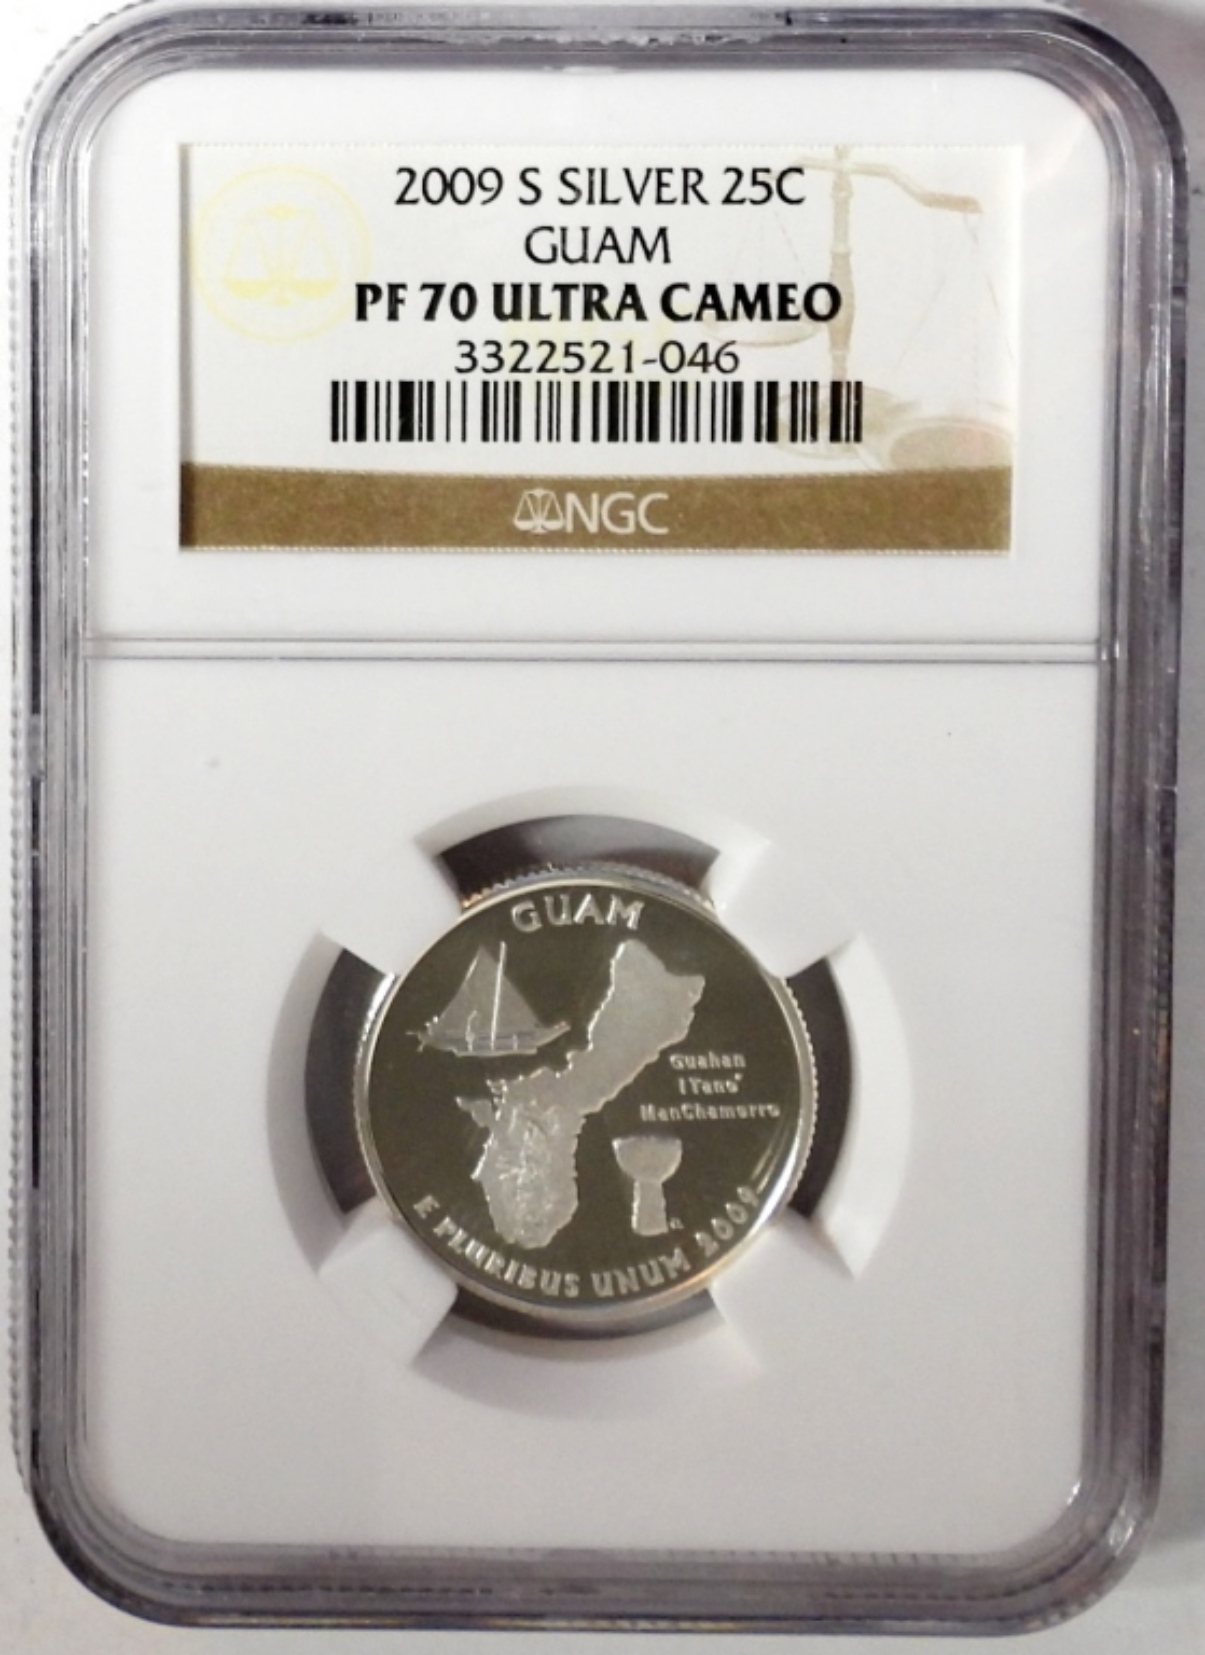 2009 S SILVER 25C
GUAM
PF 70 ULTRA CAMEO
3322521-046
NGC
GUAM
Guahan
I Tano'
ManChamorro
E PLURIBUS UNUM 2009